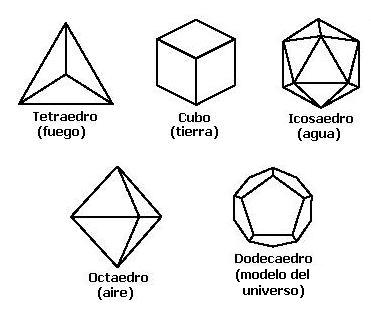 Tetraedro
(fuego)
Cubo
(tierra)
Icosaedro
(agua)
Octaedro
(aire)
Dodecaedro
(modelo del
universo)